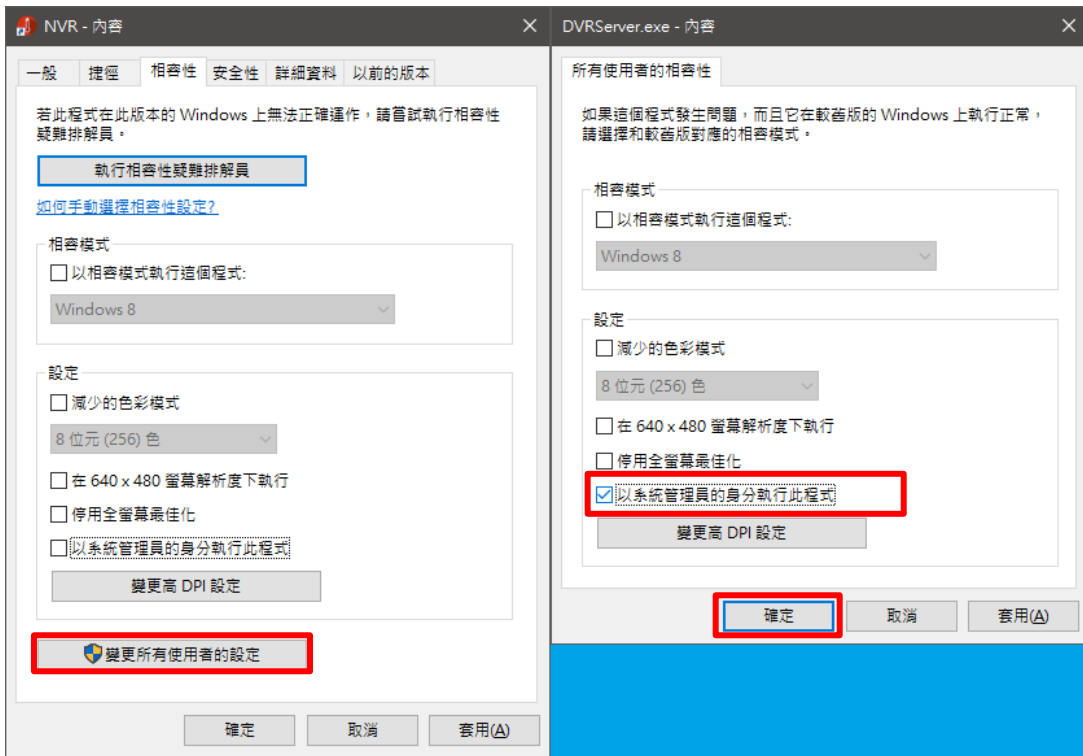 NVR - 內容
一般 捷徑 相容性 安全性 詳細資料 以前的版本
若此程式在此版本的 Windows 上無法正確運作，請嘗試執行相容性
疑難排解員。
執行相容性疑難排解員
如何手動選擇相容性設定?
相容模式
以相容模式執行這個程式:
Windows 8
設定
減少的色彩模式
8 位元 (256) 色
在 640 x 480 螢幕解析度下執行
停用全螢幕最佳化
以系統管理員的身分執行此程式
變更高 DPI 設定
變更所有使用者的設定
確定 取消 套用(A)
DVRServer.exe - 內容
所有使用者的相容性
如果這個程式發生問題，而且它在較舊版的 Windows 上執行正常，
請選擇和較舊版對應的相容模式。
相容模式
以相容模式執行這個程式:
Windows 8
設定
減少的色彩模式
8 位元 (256) 色
在 640 x 480 螢幕解析度下執行
停用全螢幕最佳化
以系統管理員的身分執行此程式
變更高 DPI 設定
確定 取消 套用(A)